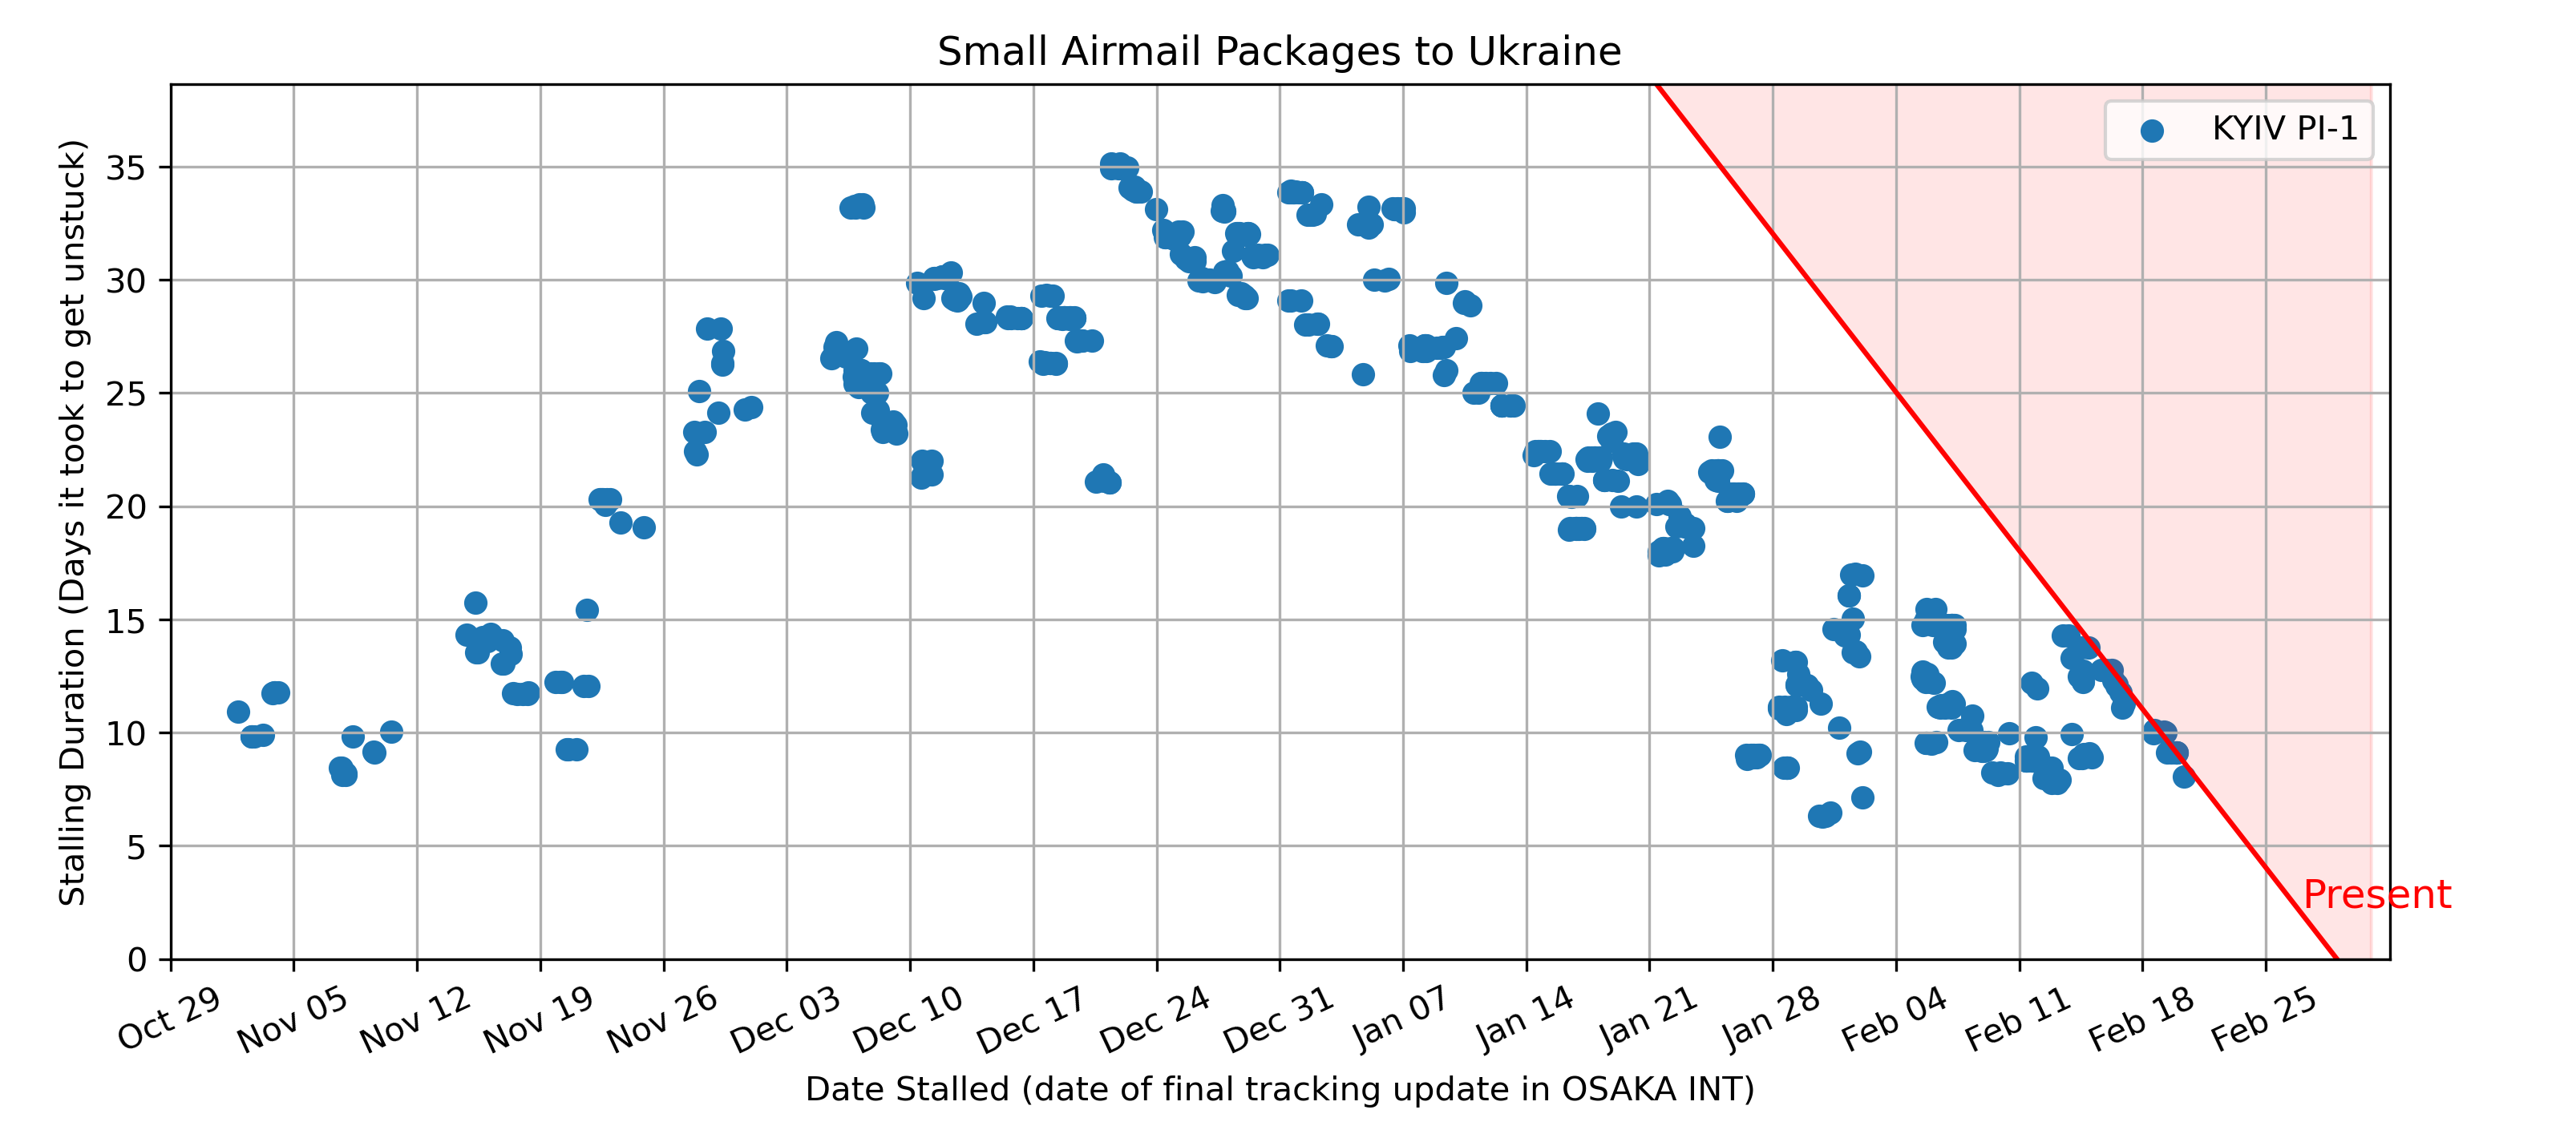 Small Airmail Packages to Ukraine
KYIV PI-1
Stalling Duration (Days it took to get unstuck)
35
30
25
20
15
10
5
0
Present
Oct 29
Nov 05
Nov 12
Nov 19
Nov 26
Dec 03
Dec 10
Dec 17
Dec 24
Dec 31
Jan 07
Jan 14
Jan 21
Jan 28
Feb 04
Feb 11
Feb 18
Feb 25
Date Stalled (date of final tracking update in OSAKA INT)